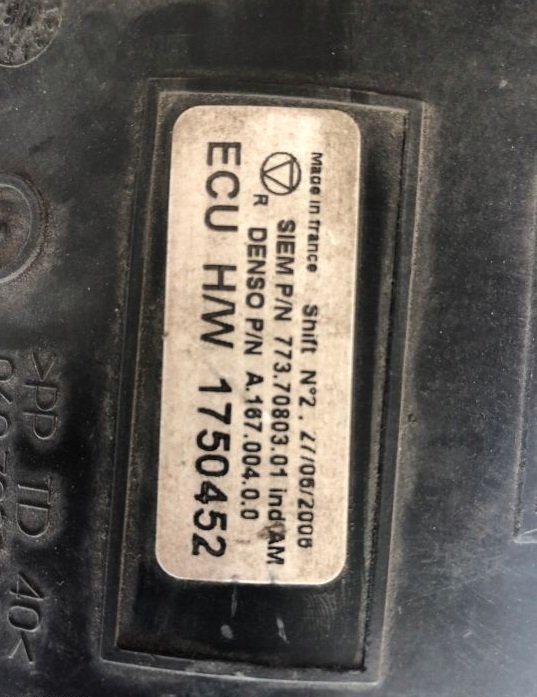 Made in france Shift N°2 , 27/06/2006
SIEM P/N 773.70803.01 ind AM
R DENSO P/N A.167.004.0.0
ECU H/W 1750452
>PP TD 40<